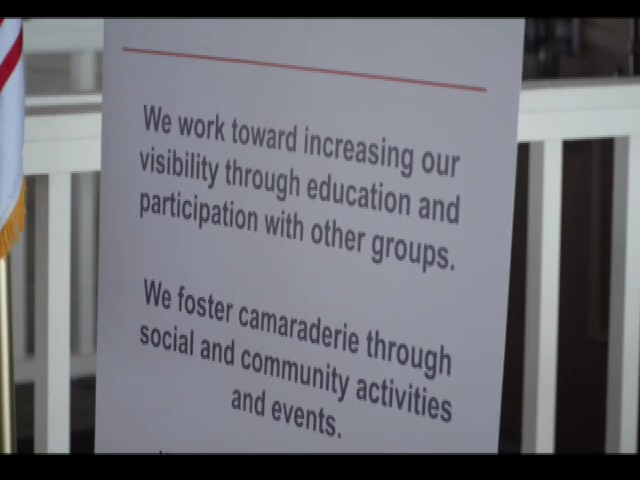 We work toward increasing our
visibility through education and
participation with other groups.
We foster camaraderie through
social and community activities
and events.